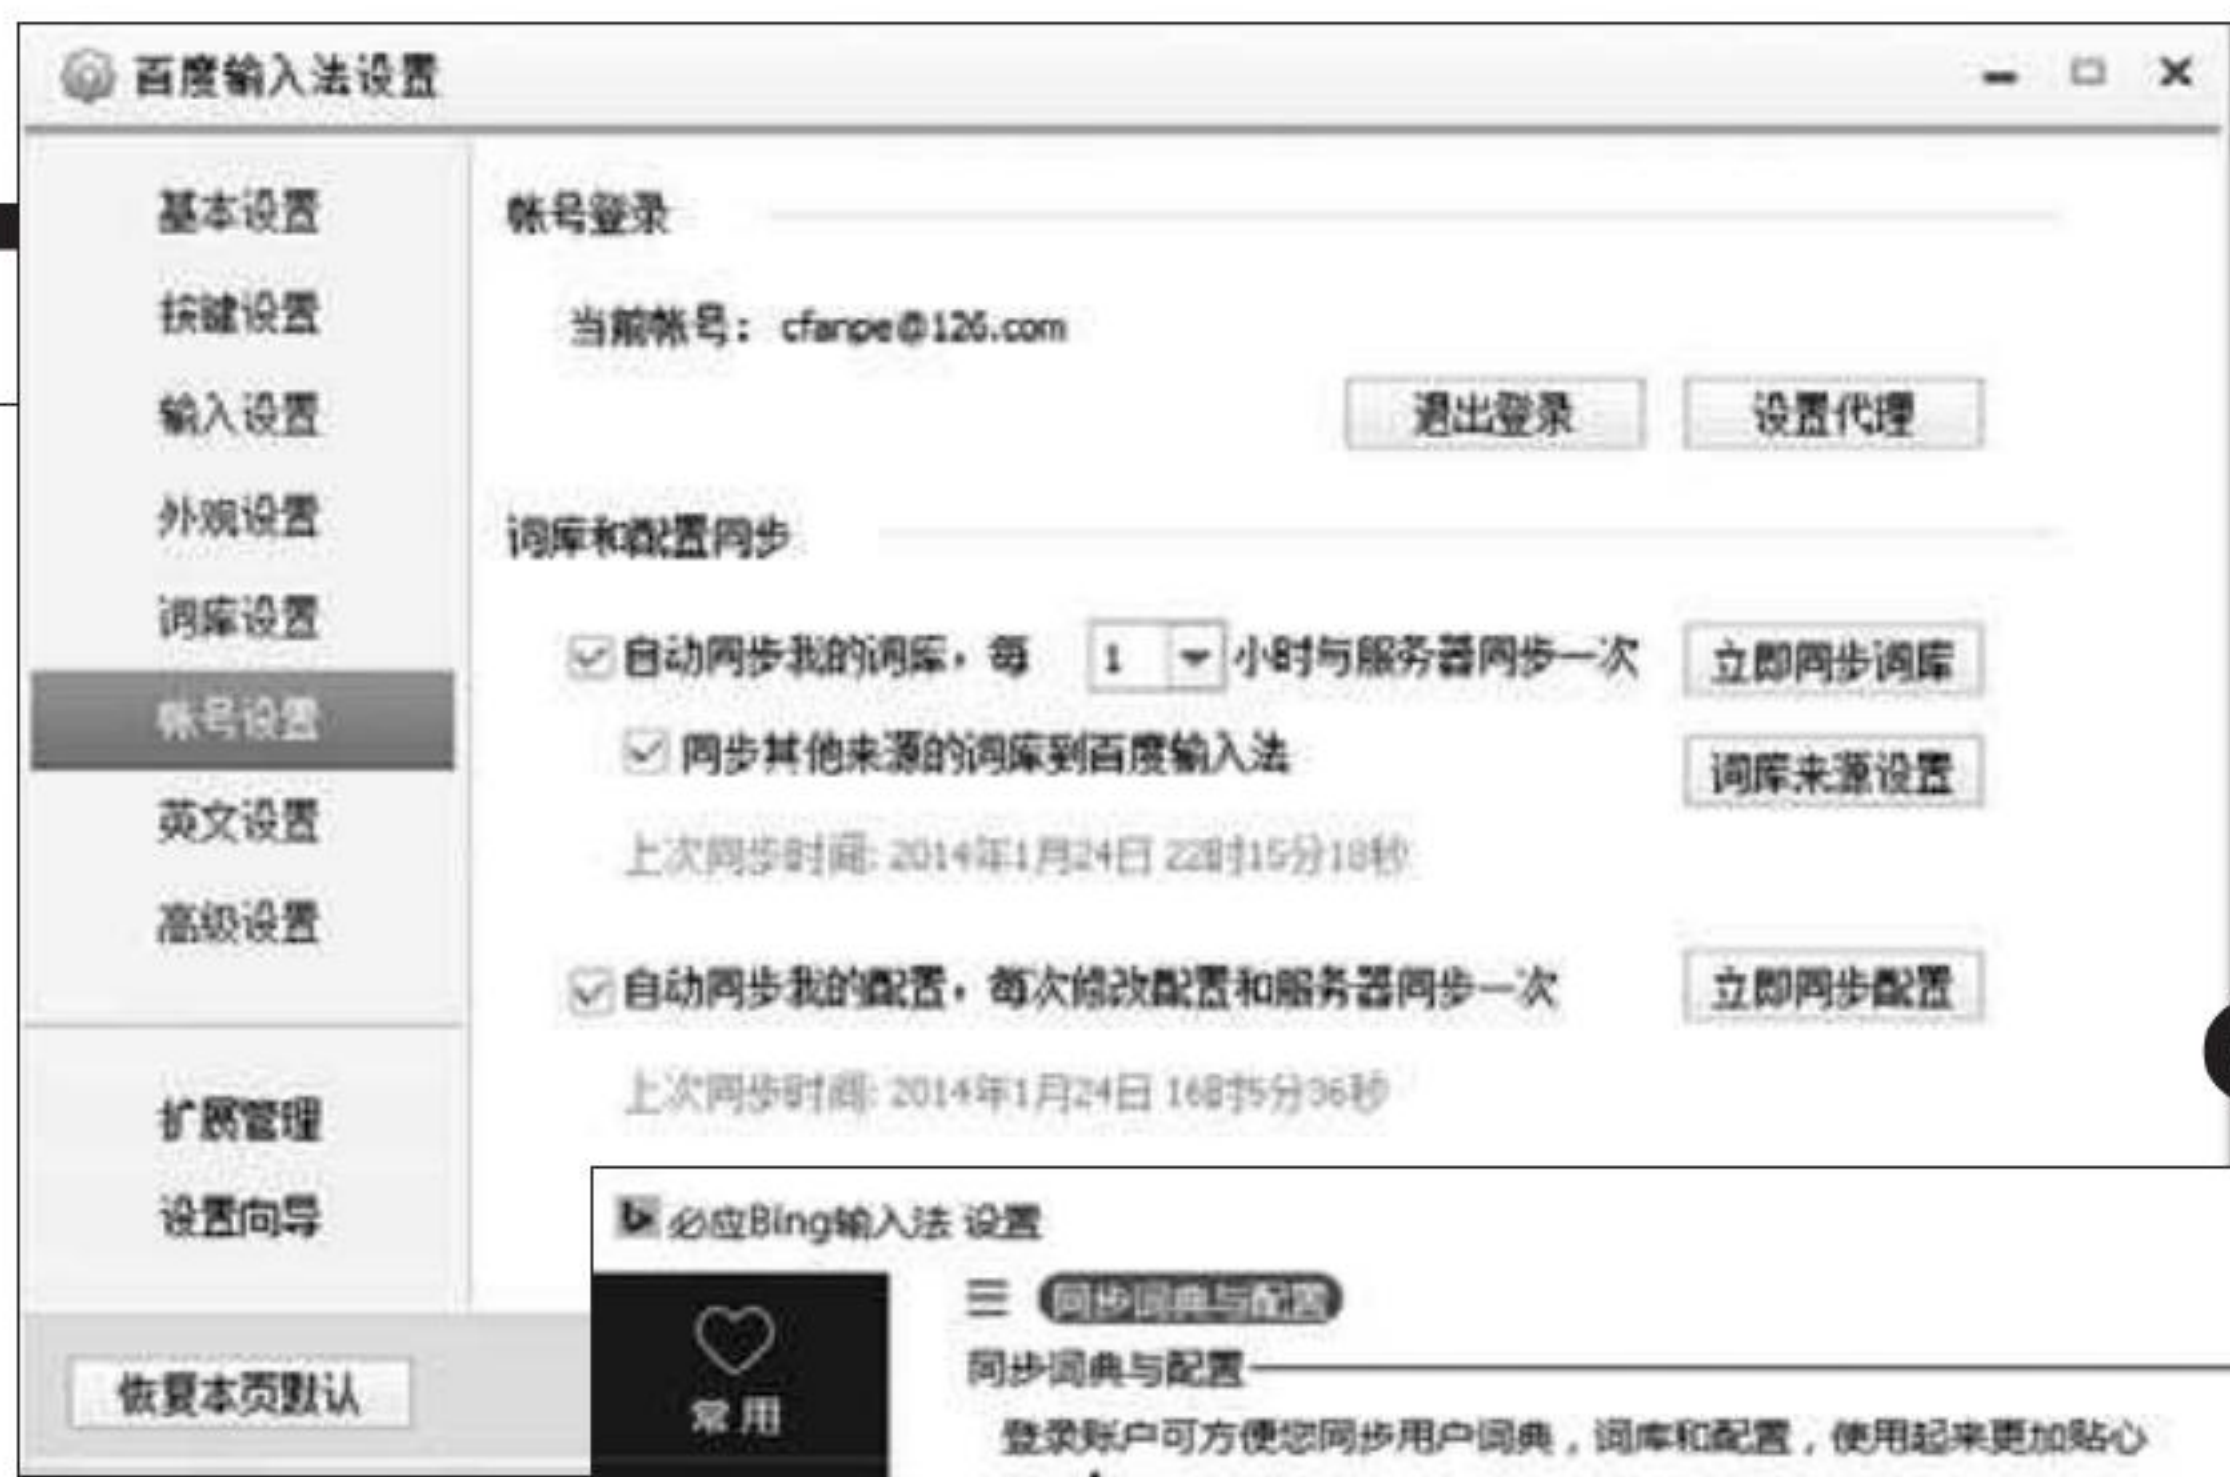 百度输入法设置
基本设置
按键设置
输入设置
外观设置
词库设置
帐号设置
英文设置
高级设置
扩展管理
设置向导
恢复本页默认
帐号登录
当前帐号： cfanpe@126.com
退出登录 设置代理
词库和配置同步
自动同步我的词库，每 1 小时与服务器同步一次 立即同步词库
同步其他来源的词库到百度输入法 词库来源设置
上次同步时间: 2014年1月24日 22时15分18秒
自动同步我的配置，每次修改配置和服务器同步一次 立即同步配置
上次同步时间: 2014年1月24日 16时5分36秒
必应Bing输入法 设置
常用
同步词典与配置
同步词典与配置
登录账户可方便您同步用户词典，词库和配置，使用起来更加贴心